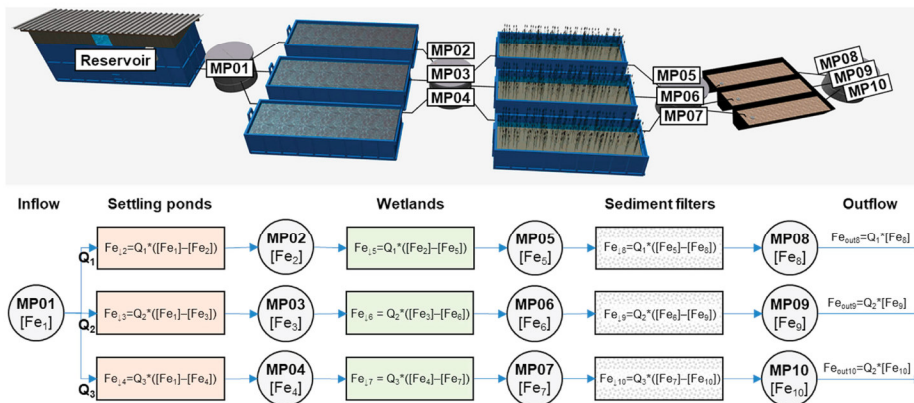 Reservoir
MP01
MP02
MP03
MP04
MP05
MP06
MP07
MP08
MP09
MP10
Inflow Settling ponds Wetlands Sediment filters Outflow
Q₁ Fe↓₂=Q₁*([Fe₁]–[Fe₂]) MP02 [Fe₂] Fe↓₅=Q₁*([Fe₂]–[Fe₅]) MP05 [Fe₅] Fe↓₈=Q₁*([Fe₅]–[Fe₈]) MP08 [Fe₈] Feout8=Q₁*[Fe₈]
MP01 [Fe₁] Q₂ Fe↓₃=Q₂*([Fe₁]–[Fe₃]) MP03 [Fe₃] Fe↓₆ = Q₂*([Fe₃]–[Fe₆]) MP06 [Fe₆] Fe↓₉=Q₂*([Fe₆]–[Fe₉]) MP09 [Fe₉] Feout9=Q₂*[Fe₉]
Q₃ Fe↓₄=Q₃*([Fe₁]–[Fe₄]) MP04 [Fe₄] Fe↓₇ = Q₃*([Fe₄]–[Fe₇]) MP07 [Fe₇] Fe↓₁₀=Q₃*([Fe₇]–[Fe₁₀]) MP10 [Fe₁₀] Feout10=Q₂*[Fe₁₀]